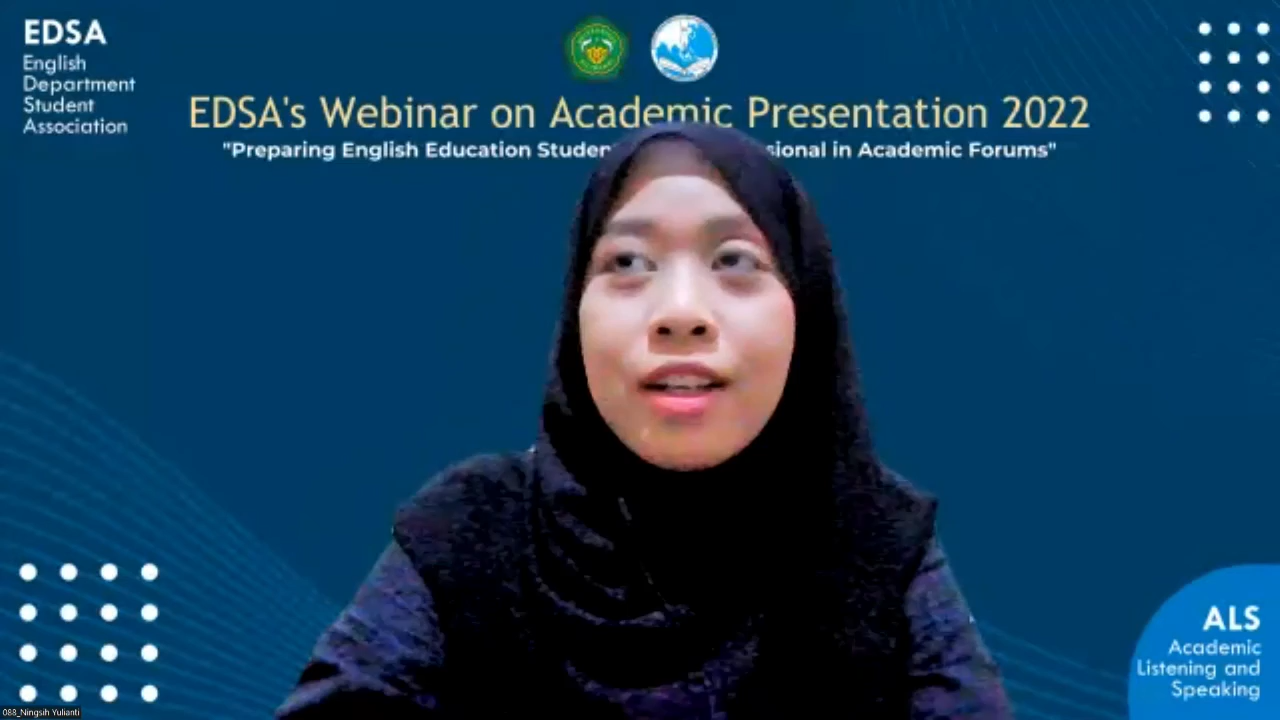 EDSA
English
Department
Student
Association
EDSA's Webinar on Academic Presentation 2022
"Preparing English Education Studen sional in Academic Forums"
ALS
Academic
Listening and
Speaking
088_Ningsih Yulianti